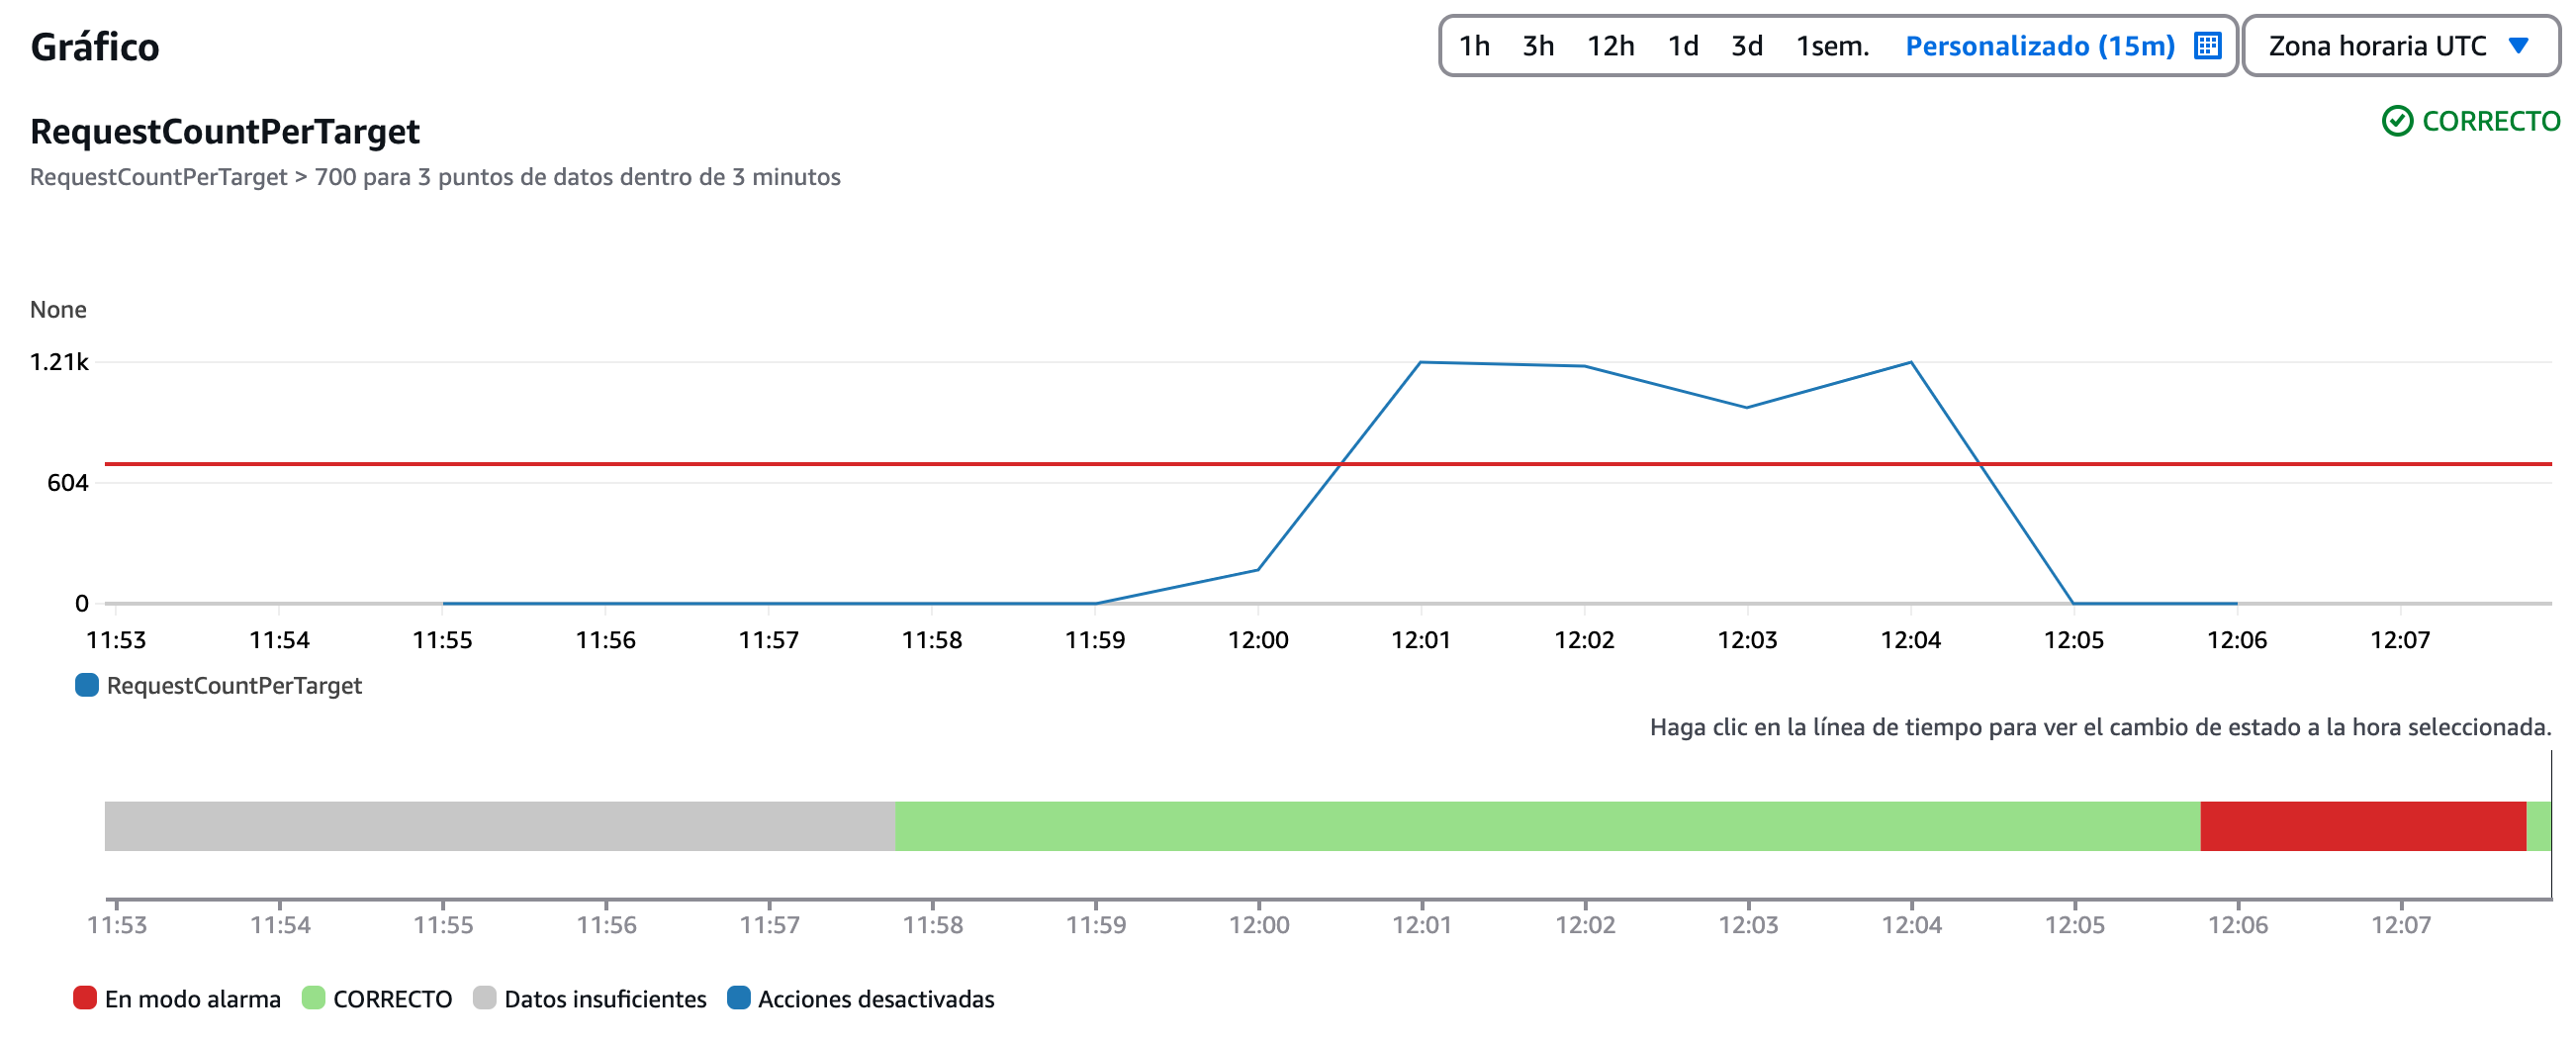 Gráfico
1h 3h 12h 1d 3d 1sem. Personalizado (15m) Zona horaria UTC
RequestCountPerTarget
CORRECTO
RequestCountPerTarget > 700 para 3 puntos de datos dentro de 3 minutos
None
1.21k
604
0
11:53 11:54 11:55 11:56 11:57 11:58 11:59 12:00 12:01 12:02 12:03 12:04 12:05 12:06 12:07
RequestCountPerTarget
Haga clic en la línea de tiempo para ver el cambio de estado a la hora seleccionada.
11:53 11:54 11:55 11:56 11:57 11:58 11:59 12:00 12:01 12:02 12:03 12:04 12:05 12:06 12:07
En modo alarma CORRECTO Datos insuficientes Acciones desactivadas